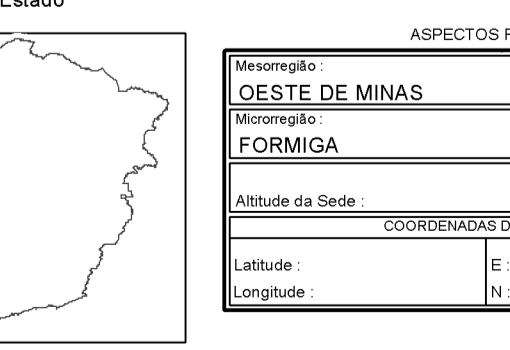 Estado
ASPECTOS F
Mesorregião :
OESTE DE MINAS
Microrregião :
FORMIGA
Altitude da Sede :
COORDENADAS D
Latitude :
E :
Longitude :
N :